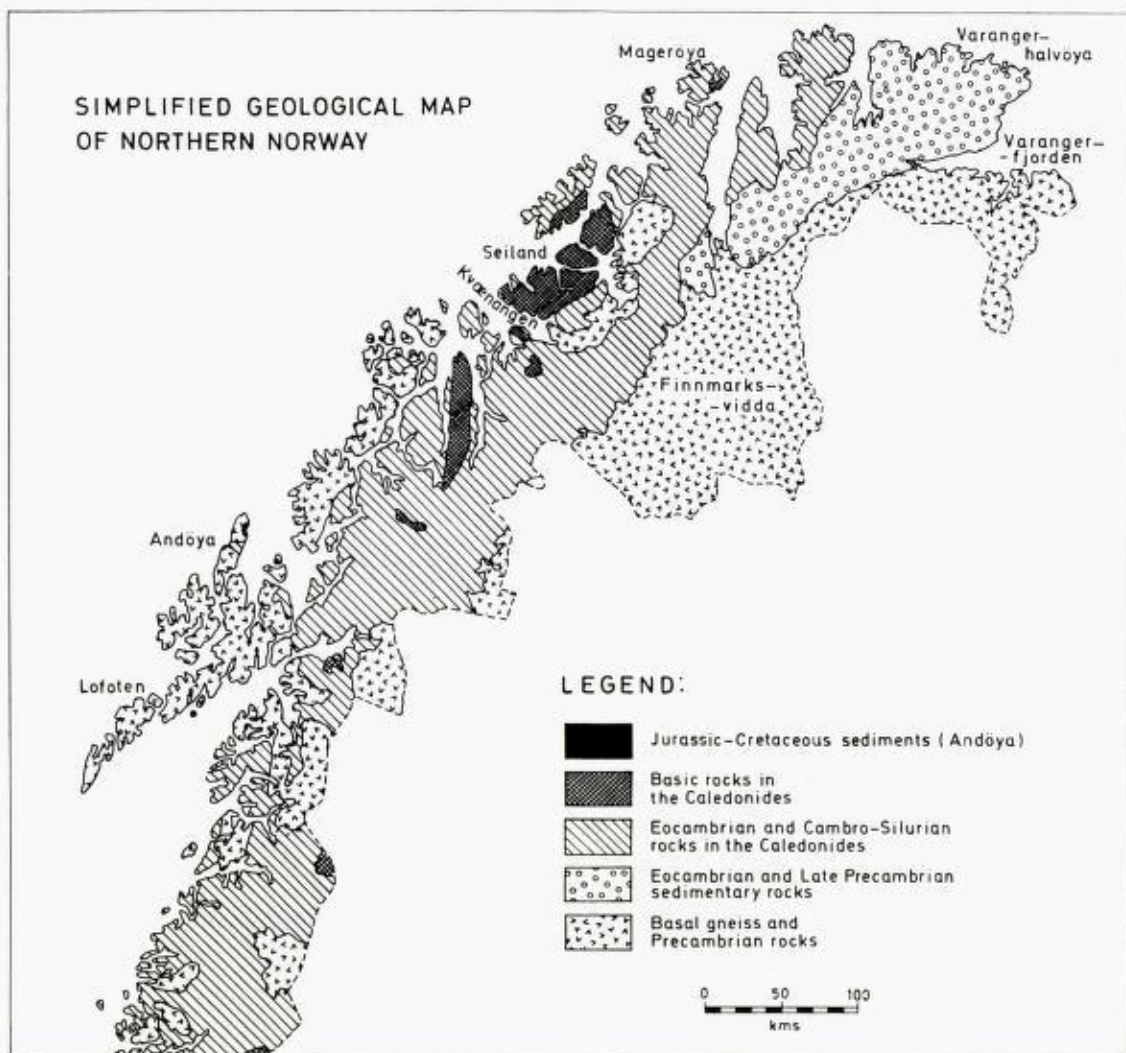 SIMPLIFIED GEOLOGICAL MAP
OF NORTHERN NORWAY
Mageröya
Varanger-
halvöya
Varanger-
-fjorden
Seiland
Kvænangen
Finnmarks-
-vidda
Andöya
Lofoten
LEGEND:
Jurassic-Cretaceous sediments (Andöya)
Basic rocks in
the Caledonides
Eocambrian and Cambro-Silurian
rocks in the Caledonides
Eocambrian and Late Precambrian
sedimentary rocks
Basal gneiss and
Precambrian rocks
0 50 100
kms